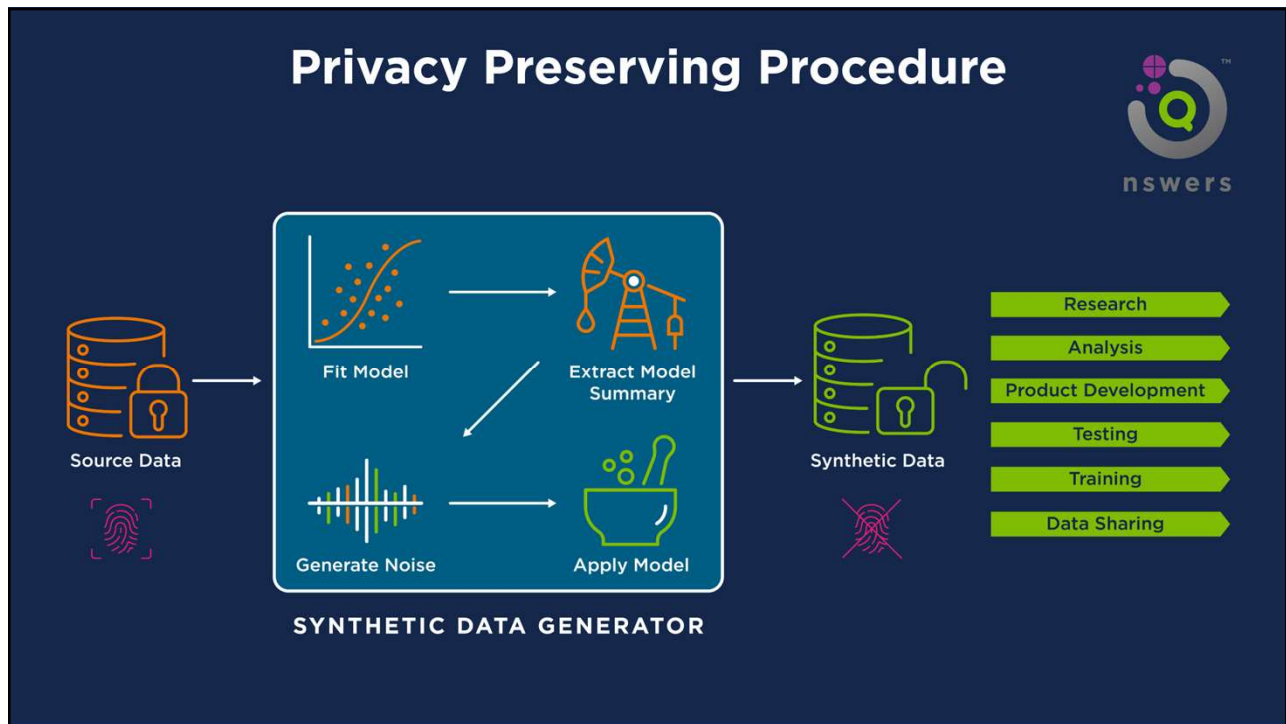 Privacy Preserving Procedure
TM
Q
nswers
Fit Model
Extract Model
Summary
Source Data
Generate Noise
Apply Model
SYNTHETIC DATA GENERATOR
Synthetic Data
Research
Analysis
Product Development
Testing
Training
Data Sharing